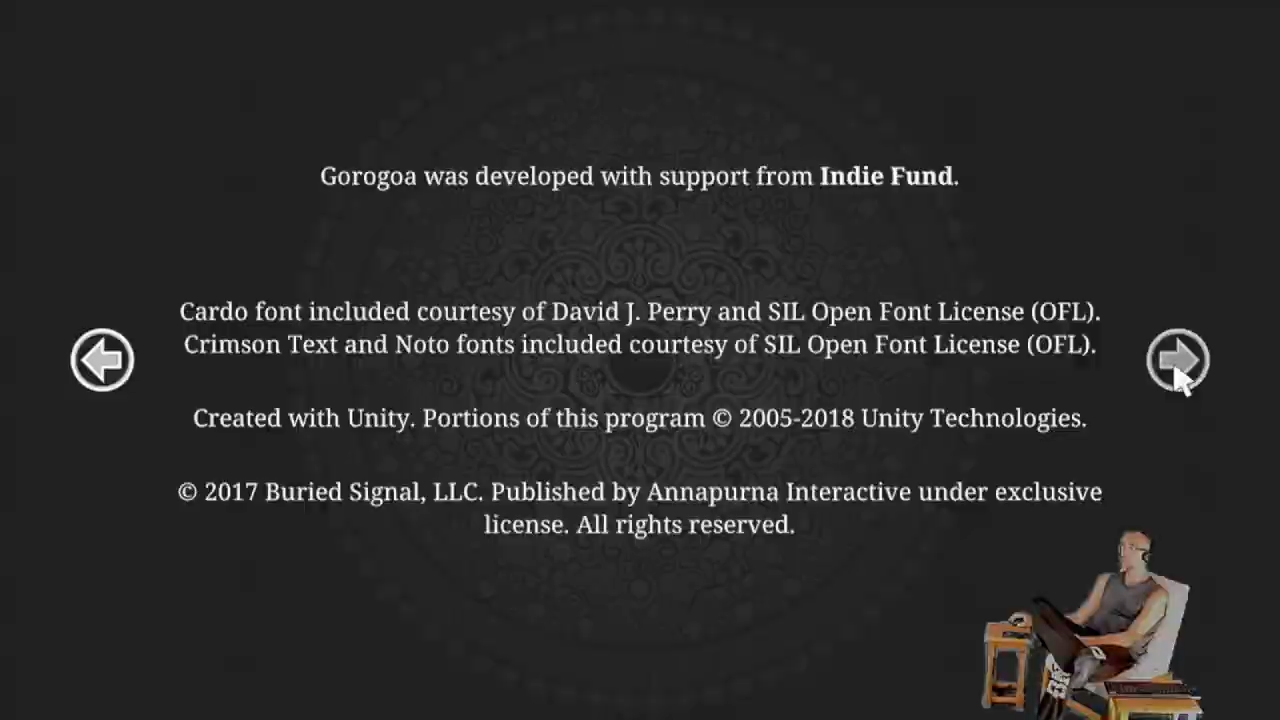 Gorogoa was developed with support from Indie Fund.
Cardo font included courtesy of David J. Perry and SIL Open Font License (OFL).
Crimson Text and Noto fonts included courtesy of SIL Open Font License (OFL).
Created with Unity. Portions of this program © 2005-2018 Unity Technologies.
© 2017 Buried Signal, LLC. Published by Annapurna Interactive under exclusive
license. All rights reserved.